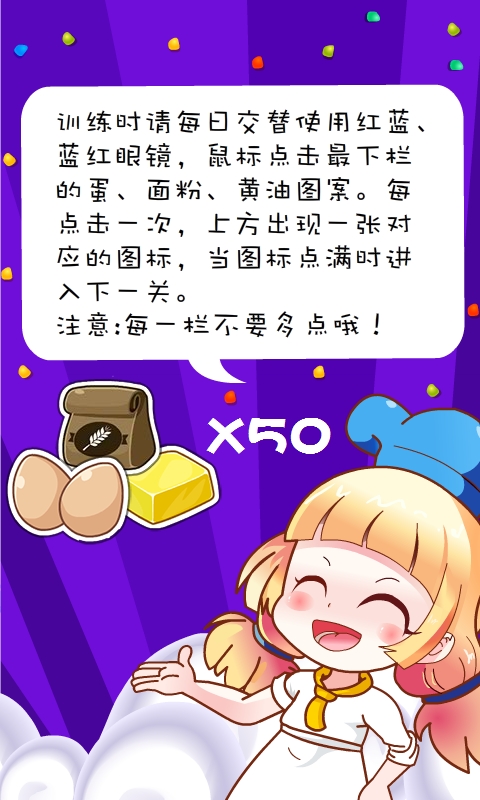 训练时请每日交替使用红蓝、
蓝红眼镜，鼠标点击最下栏
的蛋、面粉、黄油图案。每
点击一次，上方出现一张对
应的图标，当图标点满时进
入下一关。
注意:每一栏不要多点哦！
X50